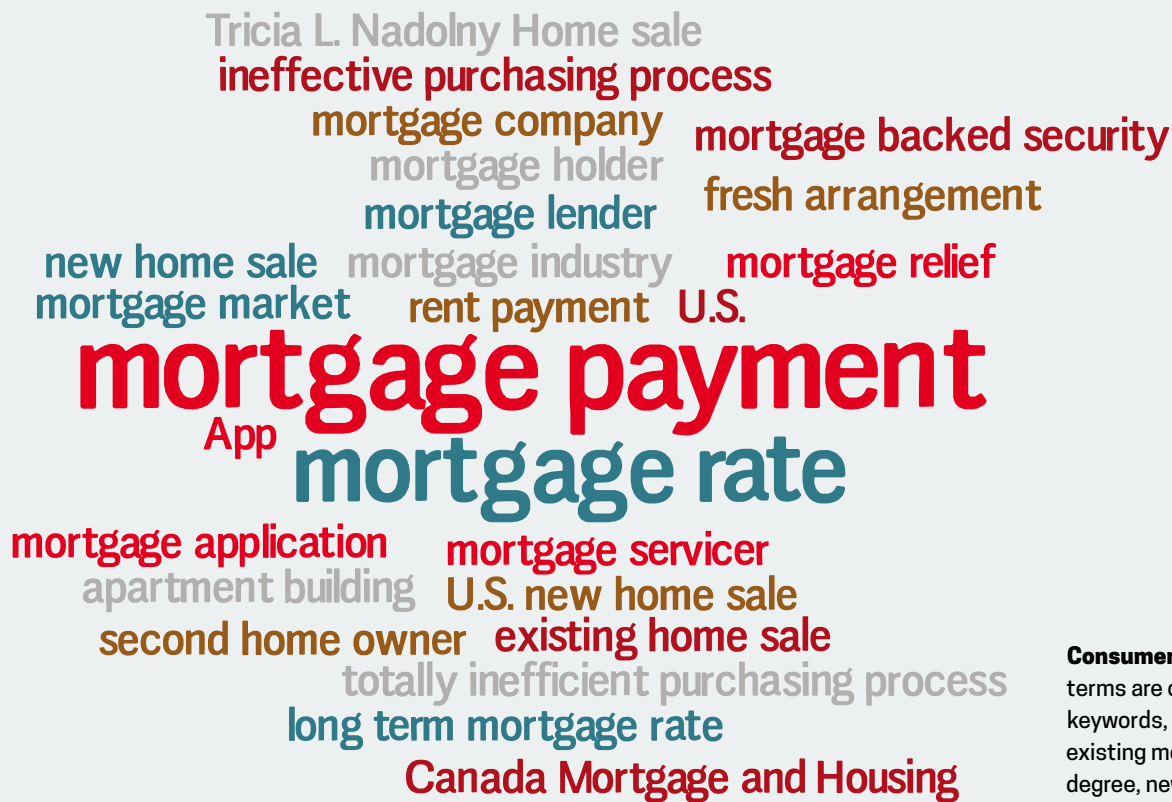 Tricia L. Nadolny Home sale
ineffective purchasing process
mortgage company
mortgage backed security
mortgage holder
fresh arrangement
mortgage lender
new home sale
mortgage industry
mortgage relief
mortgage market
rent payment
U.S.
mortgage payment
App
mortgage rate
mortgage application
mortgage servicer
apartment building
U.S. new home sale
second home owner
existing home sale
totally inefficient purchasing process
long term mortgage rate
Canada Mortgage and Housing
Consumer
terms are
keywords,
existing
degree,